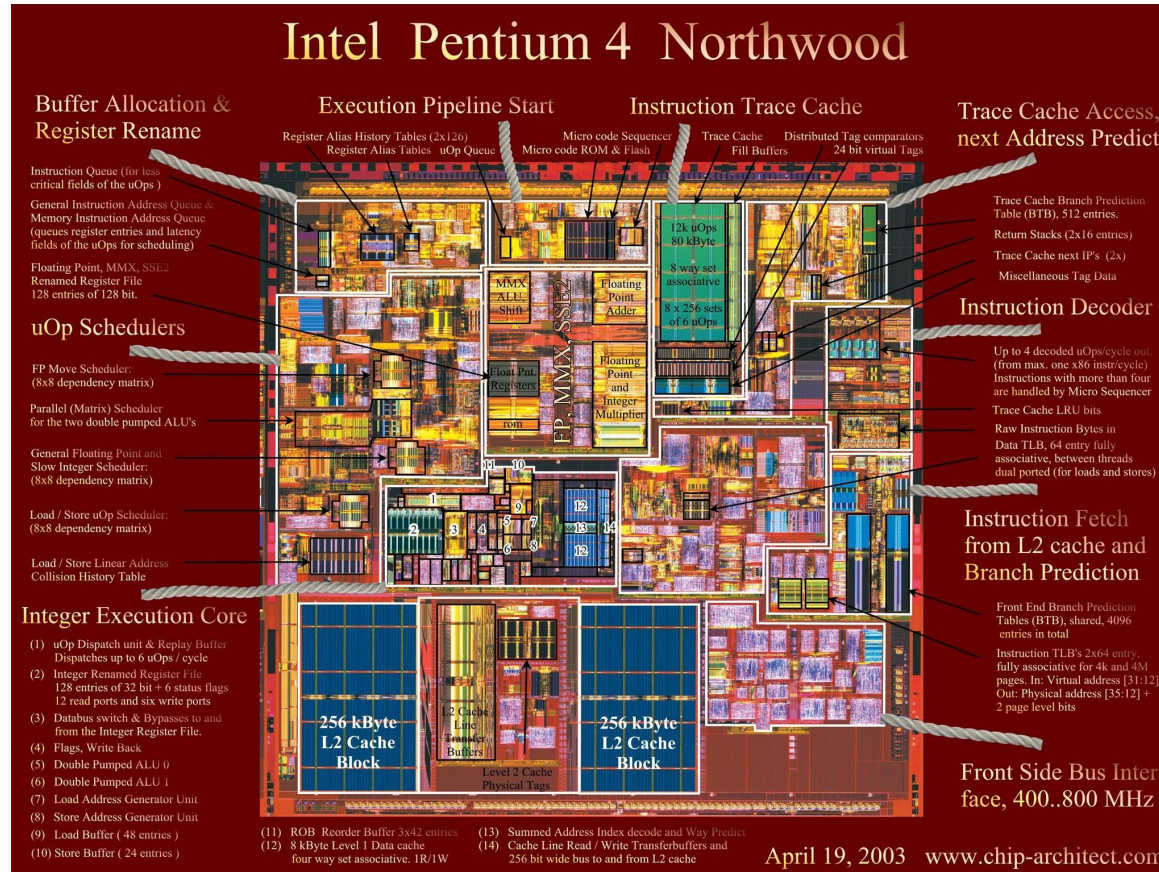 Intel Pentium 4 Northwood
Buffer Allocation &
Register Rename
Execution Pipeline Start
Instruction Trace Cache
Trace Cache Access,
next Address Predict
Register Alias History Tables (2x126)
Register Alias Tables
uOp Queue
Micro code Sequencer
Micro code ROM & Flash
Trace Cache
Fill Buffers
Distributed Tag comparators
24 bit virtual Tags
Instruction Queue (for less
critical fields of the uOps )
General Instruction Address Queue &
Memory Instruction Address Queue
(queues register entries and latency
fields of the uOps for scheduling)
Floating Point, MMX, SSE2
Renamed Register File
128 entries of 128 bit.
uOp Schedulers
FP Move Scheduler:
(8x8 dependency matrix)
Parallel (Matrix) Scheduler
for the two double pumped ALU's
General Floating Point and
Slow Integer Scheduler:
(8x8 dependency matrix)
Load / Store uOp Scheduler:
(8x8 dependency matrix)
Load / Store Linear Address
Collision History Table
Integer Execution Core
(1) uOp Dispatch unit & Replay Buffer
Dispatches up to 6 uOps / cycle
(2) Integer Renamed Register File
128 entries of 32 bit + 6 status flags
12 read ports and six write ports
(3) Databus switch & Bypasses to and
from the Integer Register File.
(4) Flags, Write Back
(5) Double Pumped ALU 0
(6) Double Pumped ALU 1
(7) Load Address Generator Unit
(8) Store Address Generator Unit
(9) Load Buffer ( 48 entries )
(10) Store Buffer ( 24 entries )
12k uOps
80 kByte
8 way set
associative
8 x 256 sets
of 6 uOps
MMX
ALU,
Shift
FP, MMX, SSE2
Floating
Point
Adder
Float Pnt.
Registers
rom
Floating
Point
and
Integer
Multiplier
11
10
1
9
12
2
3
4
5
7
13
14
6
8
12
256 kByte
L2 Cache
Block
L2 Cache
Line
Transfer
Buffers
Level 2 Cache
Physical Tags
256 kByte
L2 Cache
Block
Trace Cache Branch Prediction
Table (BTB), 512 entries.
Return Stacks (2x16 entries)
Trace Cache next IP's (2x)
Miscellaneous Tag Data
Instruction Decoder
Up to 4 decoded uOps/cycle out.
(from max. one x86 instr/cycle)
Instructions with more than four
are handled by Micro Sequencer
Trace Cache LRU bits
Raw Instruction Bytes in
Data TLB, 64 entry fully
associative, between threads
dual ported (for loads and stores)
Instruction Fetch
from L2 cache and
Branch Prediction
Front End Branch Prediction
Tables (BTB), shared, 4096
entries in total
Instruction TLB's 2x64 entry,
fully associative for 4k and 4M
pages. In: Virtual address [31:12]
Out: Physical address [35:12] +
2 page level bits
Front Side Bus Inter
face, 400..800 MHz
(11) ROB Reorder Buffer 3x42 entries
(12) 8 kByte Level 1 Data cache
four way set associative. 1R/1W
(13) Summed Address Index decode and Way Predict
(14) Cache Line Read / Write Transferbuffers and
256 bit wide bus to and from L2 cache
April 19, 2003 www.chip-architect.com